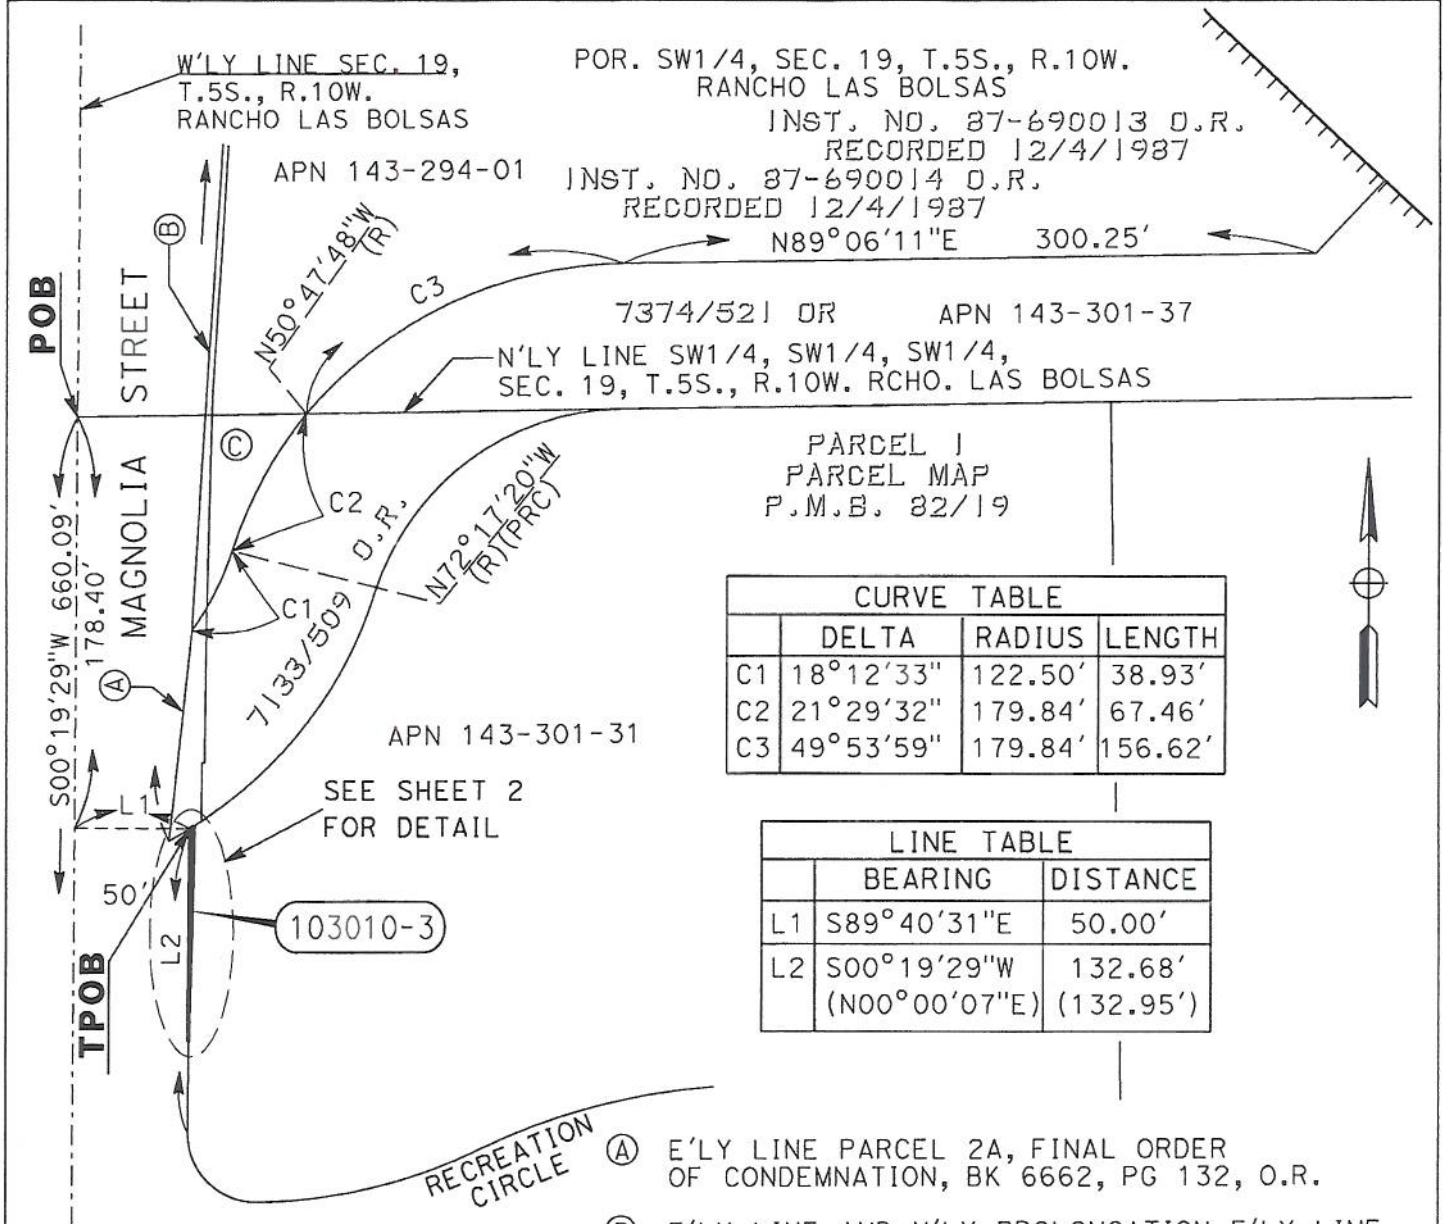 W'LY LINE SEC. 19,
T.5S., R.10W.
RANCHO LAS BOLSAS
POR. SW1/4, SEC. 19, T.5S., R.10W.
RANCHO LAS BOLSAS
INST. NO. 87-690013 O.R.
RECORDED 12/4/1987
APN 143-294-01
INST. NO. 87-690014 O.R.
RECORDED 12/4/1987
N89°06'11"E 300.25'
B
N50°47'48"W
(R)
C3
POB
MAGNOLIA STREET
7374/521 OR
APN 143-301-37
N'LY LINE SW1/4, SW1/4, SW1/4,
SEC. 19, T.5S., R.10W. RCHO. LAS BOLSAS
C
PARCEL 1
PARCEL MAP
P.M.B. 82/19
C2
N72°17'20"W
(R)(PRC)
C1
7133/509 O.R.
S00°19'29"W 660.09'
178.40'
A
APN 143-301-31
CURVE TABLE
DELTA RADIUS LENGTH
C1 18°12'33" 122.50' 38.93'
C2 21°29'32" 179.84' 67.46'
C3 49°53'59" 179.84' 156.62'
SEE SHEET 2
FOR DETAIL
L1
50'
L2
TPOB
103010-3
LINE TABLE
BEARING DISTANCE
L1 S89°40'31"E 50.00'
L2 S00°19'29"W 132.68'
(N00°00'07"E) (132.95')
RECREATION
CIRCLE
A E'LY LINE PARCEL 2A, FINAL ORDER
OF CONDEMNATION, BK 6662, PG 132, O.R.